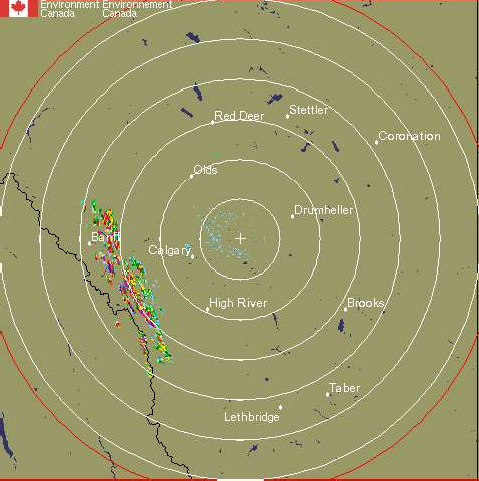 Environment Environnement
Canada Canada
Stettler
Red Deer
Coronation
Olds
Drumheller
Banff
Calgary
High River
Brooks
Taber
Lethbridge